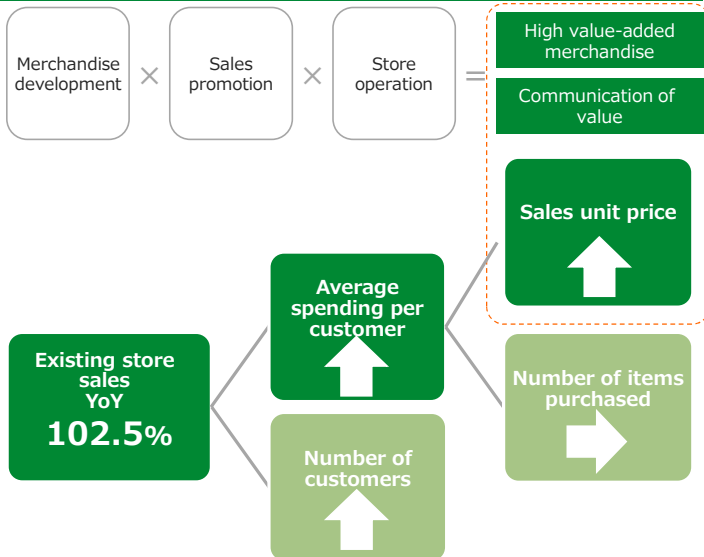 Merchandise
development
×
Sales
promotion
×
Store
operation
=
High value-added
merchandise
Communication of
value
Sales unit price
Average
spending per
customer
Existing store
sales
YoY
102.5%
Number of items
purchased
Number of
customers